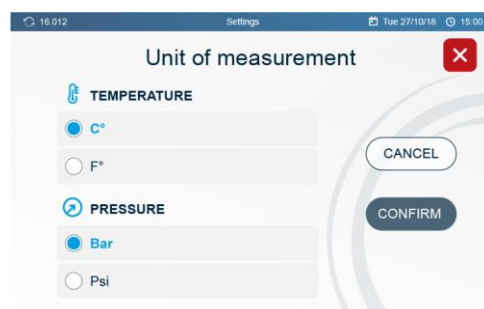 16.012 Settings Tue 27/10/18 15:00
Unit of measurement
TEMPERATURE
C°
F°
CANCEL
PRESSURE
CONFIRM
Bar
Psi